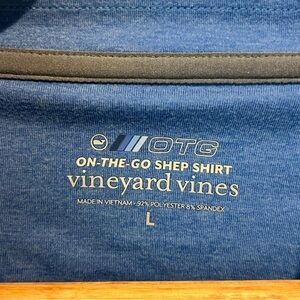 OTG
ON-THE-GO SHEP SHIRT
vineyard vines
MADE IN VIETNAM - 92% POLYESTER 8% SPANDEX
L